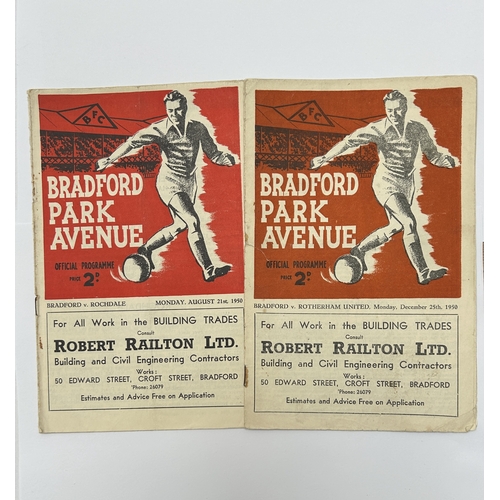 BFC
BRADFORD
PARK
AVENUE
OFFICIAL PROGRAMME
PRICE 2D
BRADFORD v. ROCHDALE MONDAY, AUGUST 21st, 1950
For All Work in the BUILDING TRADES
Consult
ROBERT RAILTON LTD.
Building and Civil Engineering Contractors
Works:
50 EDWARD STREET, CROFT STREET, BRADFORD
'Phone: 26079
Estimates and Advice Free on Application
BFC
BRADFORD
PARK
AVENUE
OFFICIAL PROGRAMME
PRICE 2D
BRADFORD v. ROTHERHAM UNITED, Monday, December 25th, 1950
For All Work in the BUILDING TRADES
Consult
ROBERT RAILTON LTD.
Building and Civil Engineering Contractors
Works:
50 EDWARD STREET, CROFT STREET, BRADFORD
'Phone: 26079
Estimates and Advice Free on Application